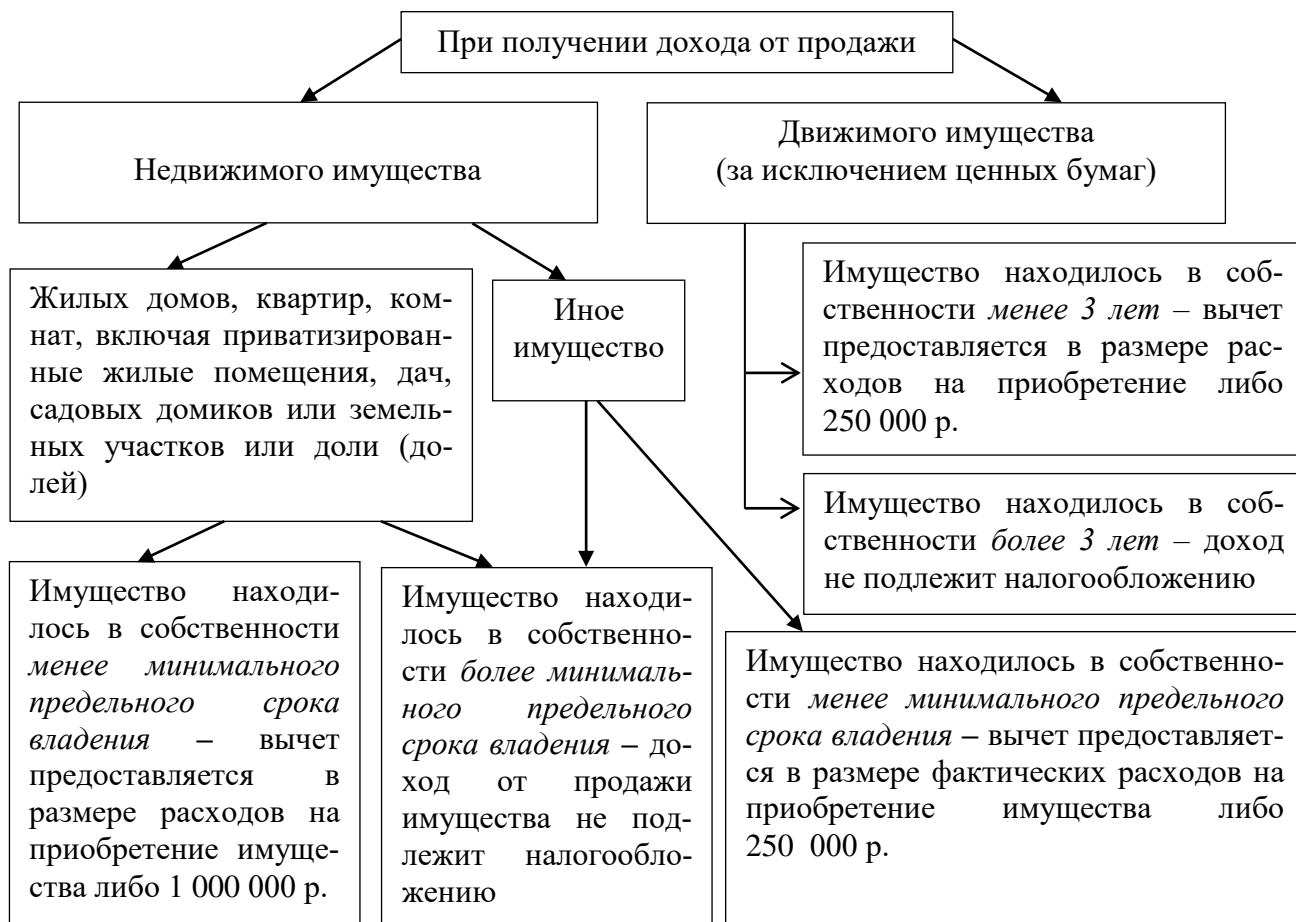 При получении дохода от продажи
Недвижимого имущества
Движимого имущества
(за исключением ценных бумаг)
Жилых домов, квартир, ком-
нат, включая приватизирован-
ные жилые помещения, дач,
садовых домиков или земель-
ных участков или доли (до-
лей)
Иное
имущество
Имущество находилось в соб-
ственности менее 3 лет – вычет
предоставляется в размере рас-
ходов на приобретение либо
250 000 р.
Имущество находилось в соб-
ственности более 3 лет – доход
не подлежит налогообложению
Имущество находи-
лось в собственности
менее минимального
предельного срока
владения – вычет
предоставляется в
размере расходов на
приобретение имуще-
ства либо 1 000 000 р.
Имущество находи-
лось в собственно-
сти более минималь-
ного предельного
срока владения – до-
ход от продажи
имущества не под-
лежит налогообло-
жению
Имущество находилось в собственно-
сти менее минимального предельного
срока владения – вычет предоставляет-
ся в размере фактических расходов на
приобретение имущества либо
250 000 р.